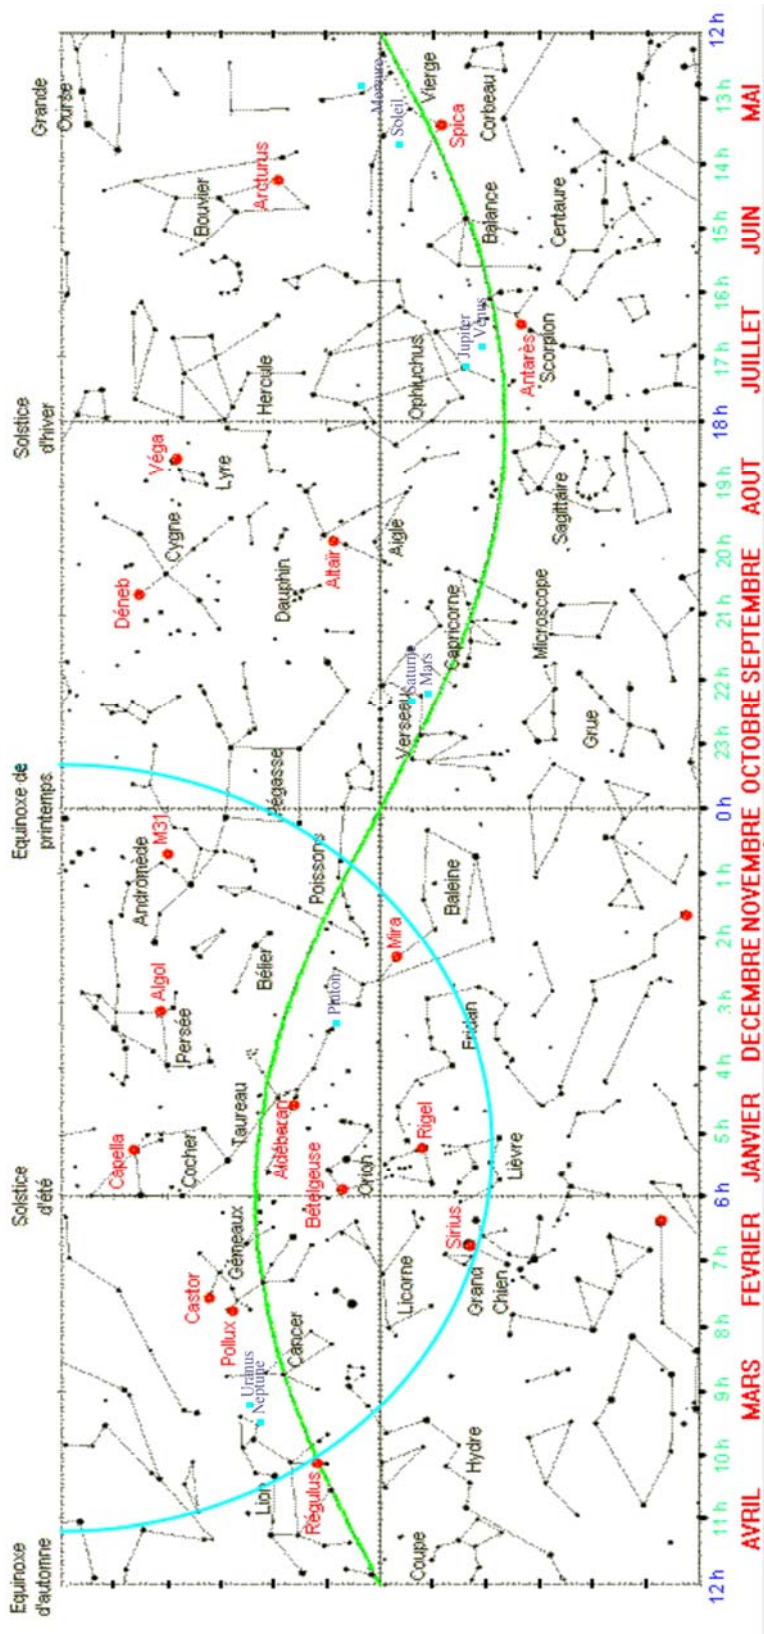 Equinoxe
d'automne
Solstice
d'été
Equinoxe de
printemps
Solstice
d'hiver
Grande
Ourse
Capella
Cocher
Algol
Persée
Andromède
M31
Déneb
Cygne
Véga
Lyre
Hercule
Bouvier
Arcturus
Castor
Pollux
Gémeaux
Taureau
Bélier
Pégasse
Dauphin
Uranus
Neptune
Cancer
Lion
Régulus
Aldébaran
Bételgeuse
Orion
Pluton
Poissons
Altaïr
Aigle
Ophiuchus
Mercure
Soleil
Vierge
Spica
Corbeau
Coupe
Hydre
Licorne
Sirius
Grand
Chien
Rigel
Lièvre
Eridan
Mira
Baleine
Verseau
Saturne
Mars
Capricorne
Microscope
Grue
Sagittaire
Jupiter
Vénus
Antarès
Scorpion
Balance
Centaure
12h 11h 10h 9h 8h 7h 6h 5h 4h 3h 2h 1h 0h 23h 22h 21h 20h 19h 18h 17h 16h 15h 14h 13h 12h
AVRIL MARS FEVRIER JANVIER DECEMBRE NOVEMBRE OCTOBRE SEPTEMBRE AOUT JUILLET JUIN MAI